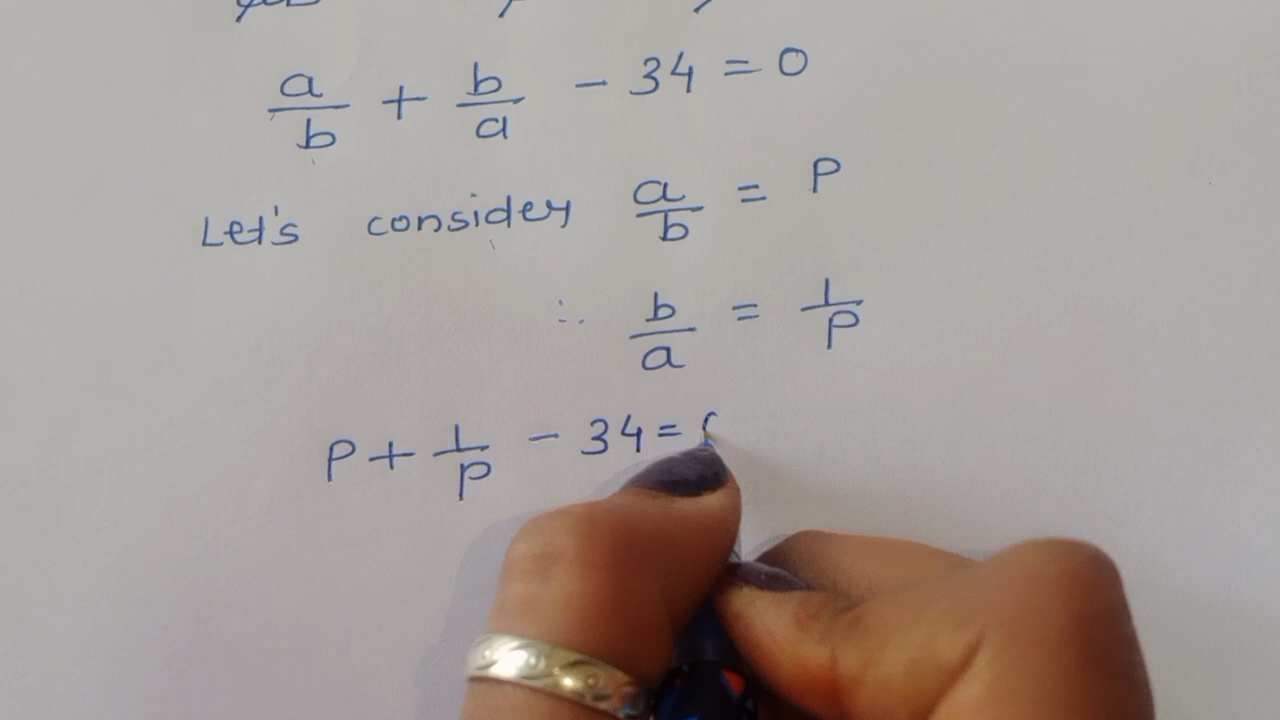 a/b + b/a - 34 = 0
Let's consider a/b = P
∴ b/a = 1/P
P + 1/P - 34 =